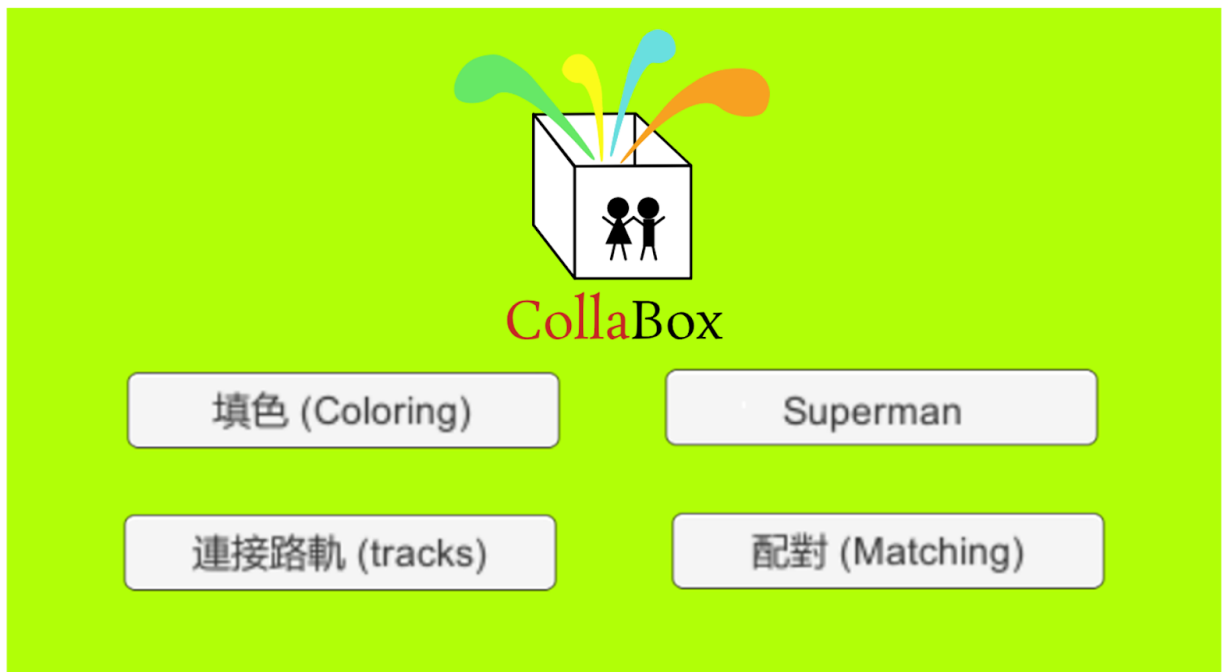 CollaBox
填色 (Coloring)
Superman
連接路軌 (tracks)
配對 (Matching)